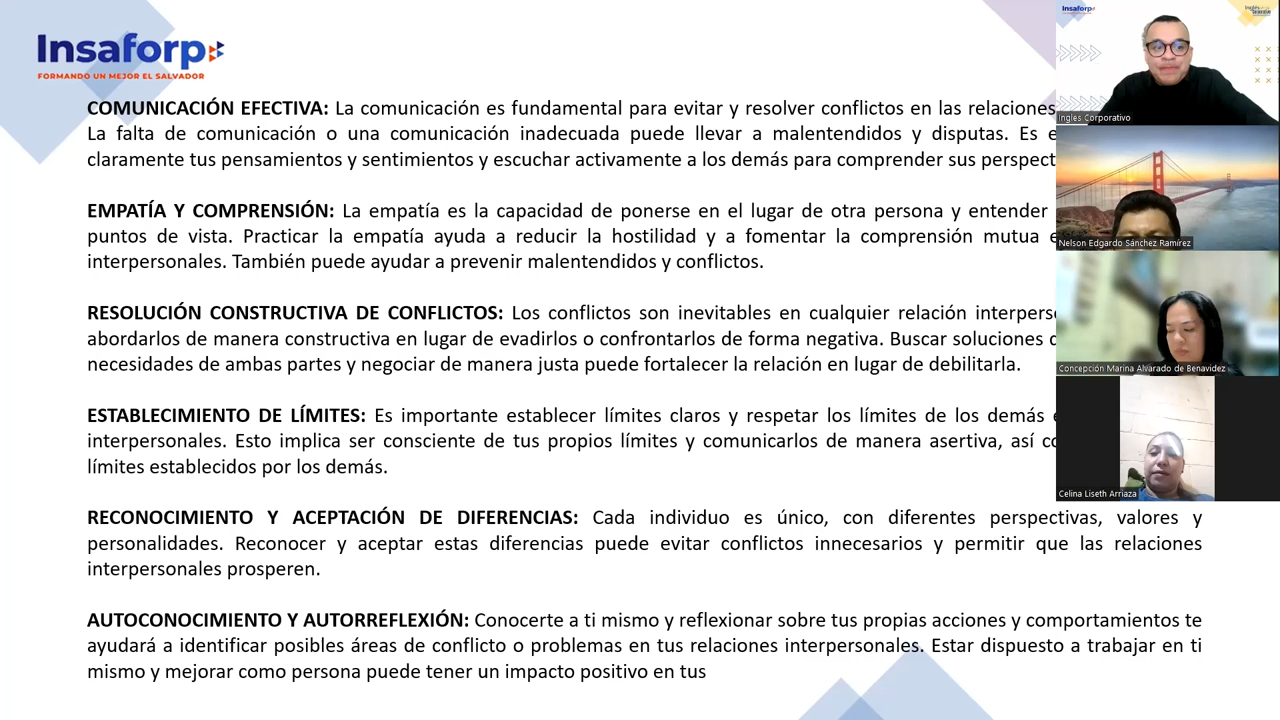 Insaforp
FORMANDO UN MEJOR EL SALVADOR
COMUNICACIÓN EFECTIVA: La comunicación es fundamental para evitar y resolver conflictos en las relaciones
La falta de comunicación o una comunicación inadecuada puede llevar a malentendidos y disputas. Es
claramente tus pensamientos y sentimientos y escuchar activamente a los demás para comprender sus
EMPATÍA Y COMPRENSIÓN: La empatía es la capacidad de ponerse en el lugar de otra persona y entender
puntos de vista. Practicar la empatía ayuda a reducir la hostilidad y a fomentar la comprensión mutua
interpersonales. También puede ayudar a prevenir malentendidos y conflictos.
RESOLUCIÓN CONSTRUCTIVA DE CONFLICTOS: Los conflictos son inevitables en cualquier relación
abordarlos de manera constructiva en lugar de evadirlos o confrontarlos de forma negativa. Buscar soluciones
necesidades de ambas partes y negociar de manera justa puede fortalecer la relación en lugar de debilitarla.
ESTABLECIMIENTO DE LÍMITES: Es importante establecer límites claros y respetar los límites de los demás
interpersonales. Esto implica ser consciente de tus propios límites y comunicarlos de manera asertiva, así
límites establecidos por los demás.
RECONOCIMIENTO Y ACEPTACIÓN DE DIFERENCIAS: Cada individuo es único, con diferentes perspectivas, valores y
personalidades. Reconocer y aceptar estas diferencias puede evitar conflictos innecesarios y permitir que las relaciones
interpersonales prosperen.
AUTOCONOCIMIENTO Y AUTORREFLEXIÓN: Conocerte a ti mismo y reflexionar sobre tus propias acciones y comportamientos te
ayudará a identificar posibles áreas de conflicto o problemas en tus relaciones interpersonales. Estar dispuesto a trabajar en ti
mismo y mejorar como persona puede tener un impacto positivo en tus
Insaforp
Ingles Corporativo
Nelson Edgardo Sánchez Ramírez
Concepción Marina Alvarado de Benavidez
Celina Liseth Arriaza